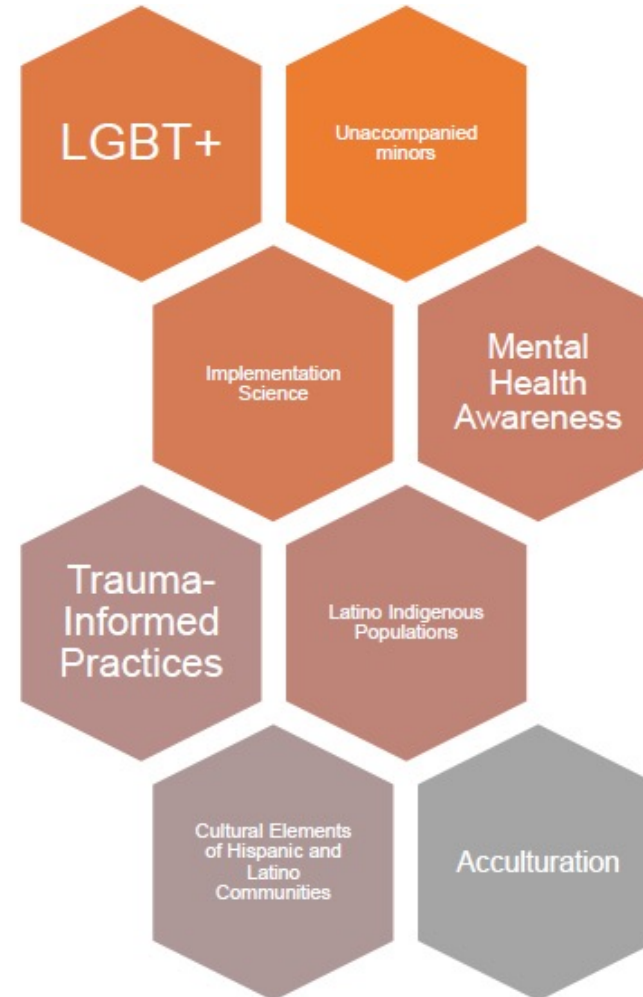 LGBT+
Unaccompanied
minors
Implementation
Science
Mental
Health
Awareness
Trauma-
Informed
Practices
Latino Indigenous
Populations
Cultural Elements
of Hispanic and
Latino
Communities
Acculturation